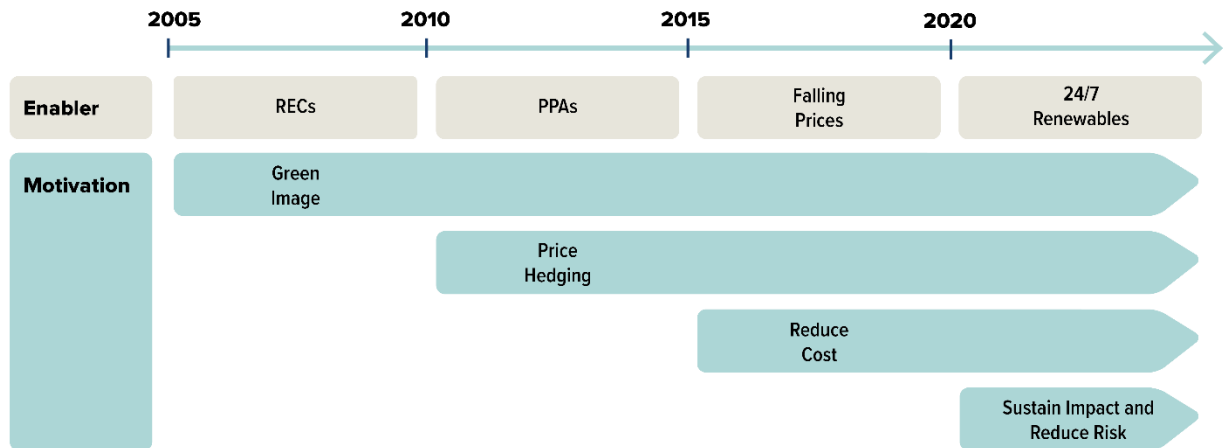 2005 2010 2015 2020
Enabler
RECs
PPAs
Falling
Prices
24/7
Renewables
Motivation
Green
Image
Price
Hedging
Reduce
Cost
Sustain Impact and
Reduce Risk